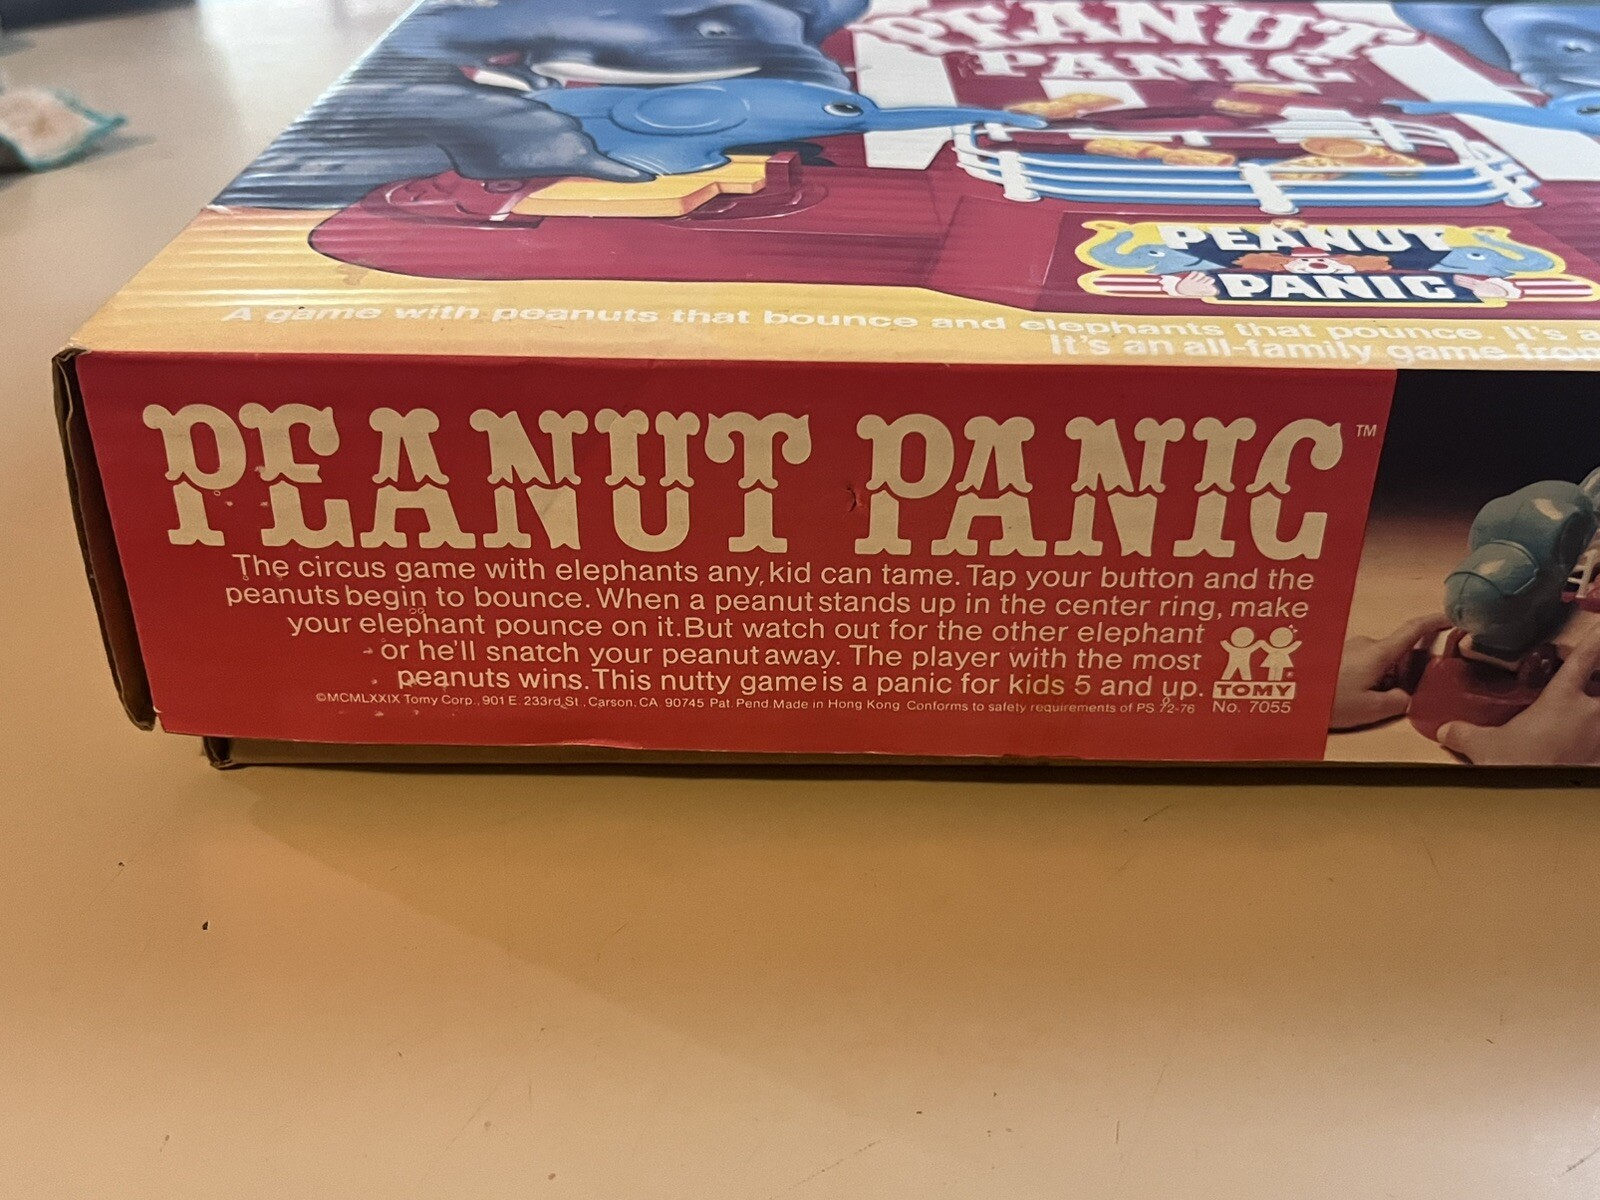 PEANUT
PANIC
PEANUT
PANIC
A game with peanuts that bounce and elephants that pounce. It's a
It's an all-family game from
PEANUT PANIC™
The circus game with elephants any kid can tame. Tap your button and the
peanuts begin to bounce. When a peanut stands up in the center ring, make
your elephant pounce on it. But watch out for the other elephant
or he'll snatch your peanut away. The player with the most
peanuts wins. This nutty game is a panic for kids 5 and up.
©MCMLXXIX Tomy Corp., 901 E. 233rd St., Carson, CA 90745 Pat. Pend. Made in Hong Kong Conforms to safety requirements of PS 72-76
TOMY
No. 7055